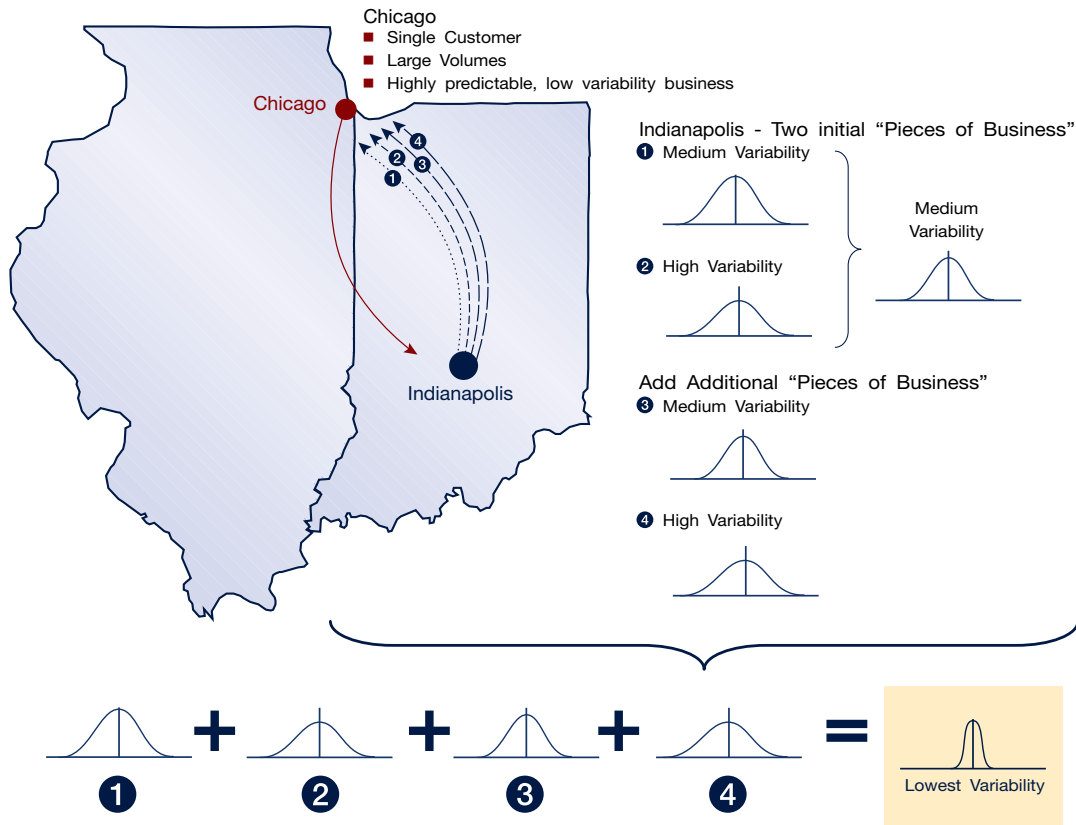 Chicago
Single Customer
Large Volumes
Highly predictable, low variability business
Chicago
4
2
3
1
Indianapolis
Indianapolis - Two initial “Pieces of Business”
1 Medium Variability
Medium
Variability
2 High Variability
Add Additional “Pieces of Business”
3 Medium Variability
4 High Variability
+ + + =
Lowest Variability
1 2 3 4